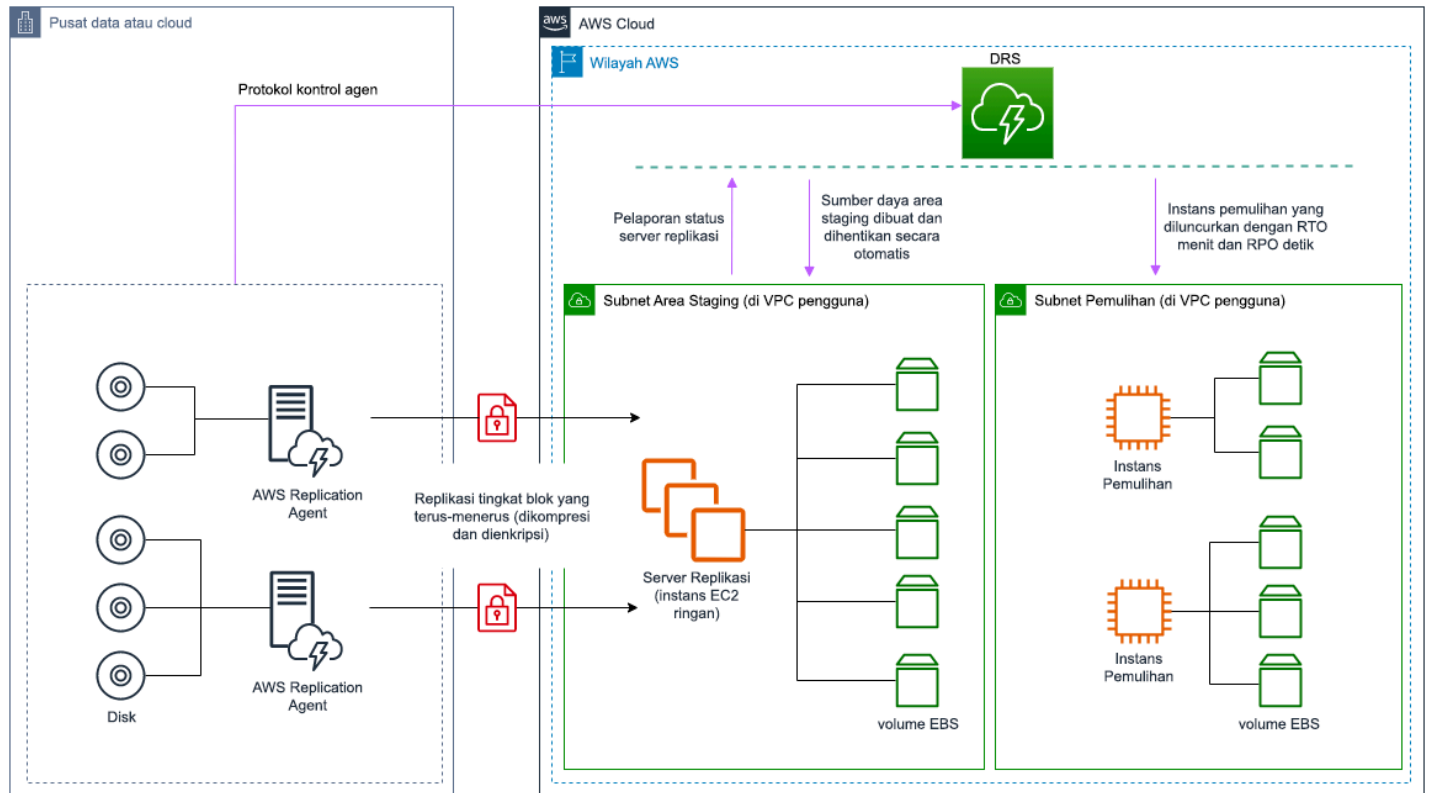 Pusat data atau cloud
aws
AWS Cloud
Wilayah AWS
DRS
Protokol kontrol agen
Pelaporan status
server replikasi
Sumber daya area
staging dibuat dan
dihentikan secara
otomatis
Instans pemulihan yang
diluncurkan dengan RTO
menit dan RPO detik
Subnet Area Staging (di VPC pengguna)
Subnet Pemulihan (di VPC pengguna)
AWS Replication
Agent
Replikasi tingkat blok yang
terus-menerus (dikompresi
dan dienkripsi)
AWS Replication
Agent
Disk
Server Replikasi
(instans EC2
ringan)
volume EBS
Instans
Pemulihan
Instans
Pemulihan
volume EBS